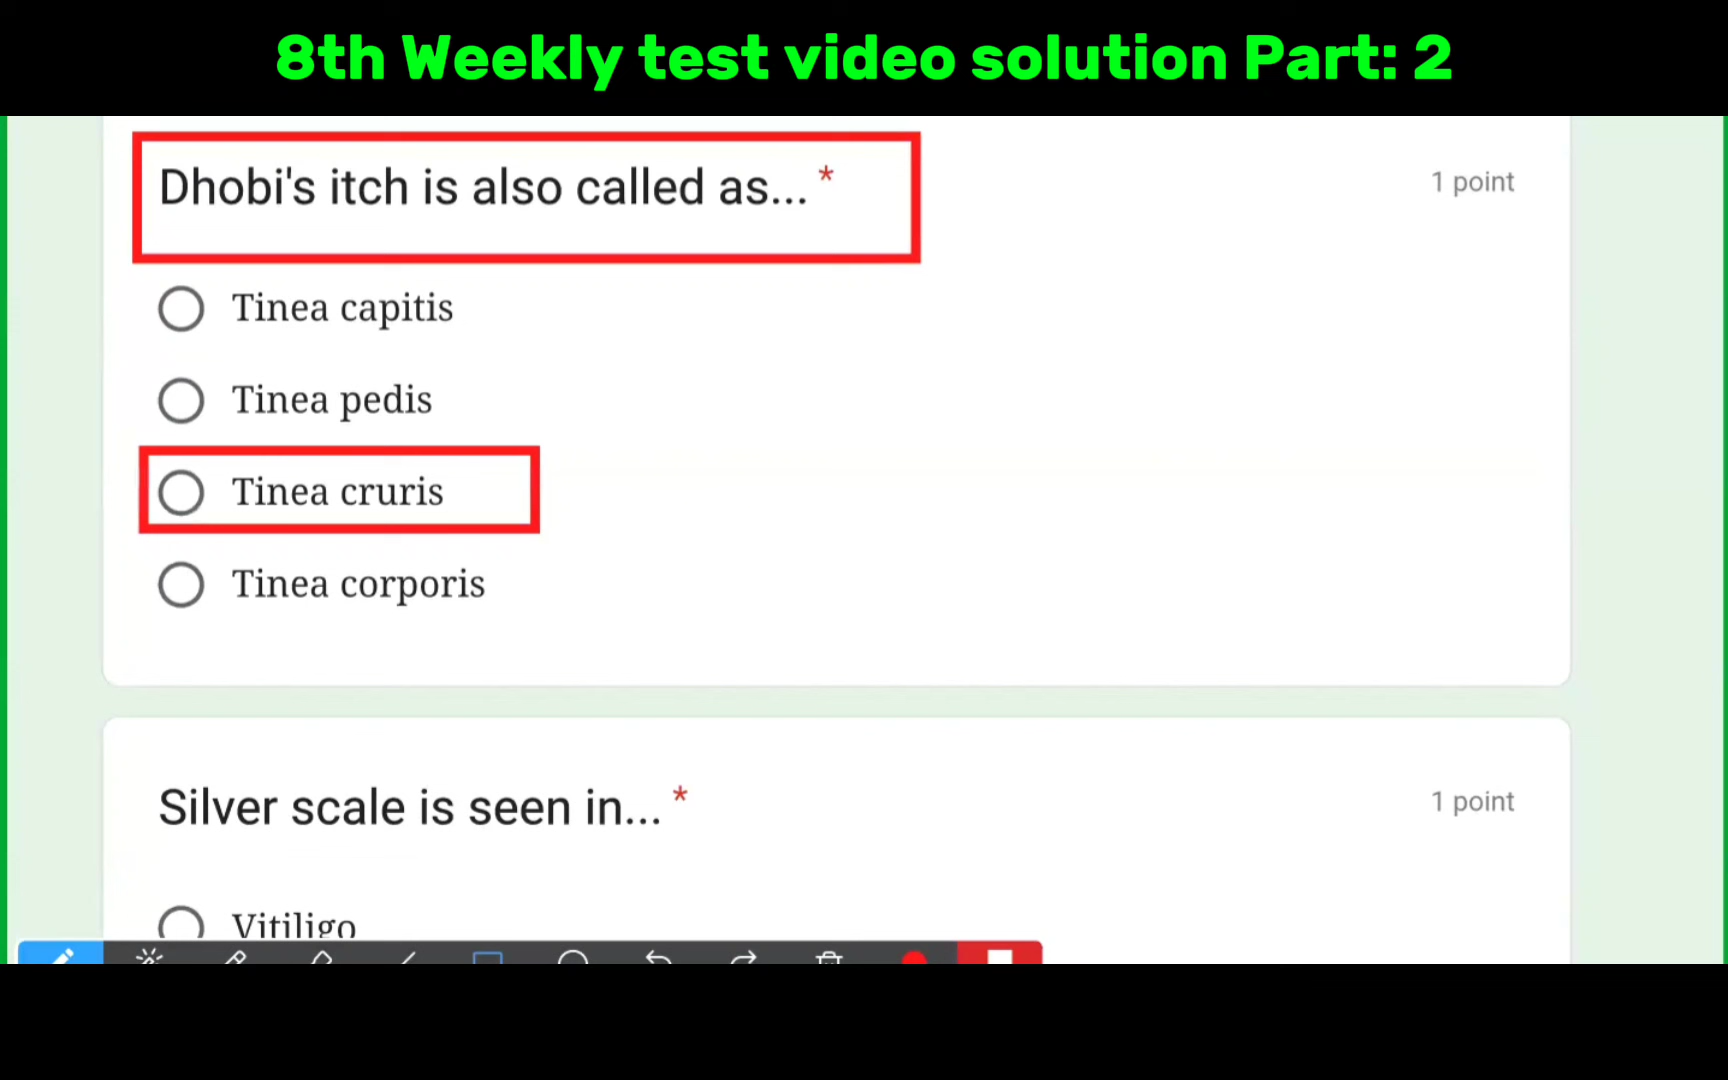 8th Weekly test video solution Part: 2
Dhobi's itch is also called as... *
1 point
Tinea capitis
Tinea pedis
Tinea cruris
Tinea corporis
Silver scale is seen in... *
1 point
Vitiligo